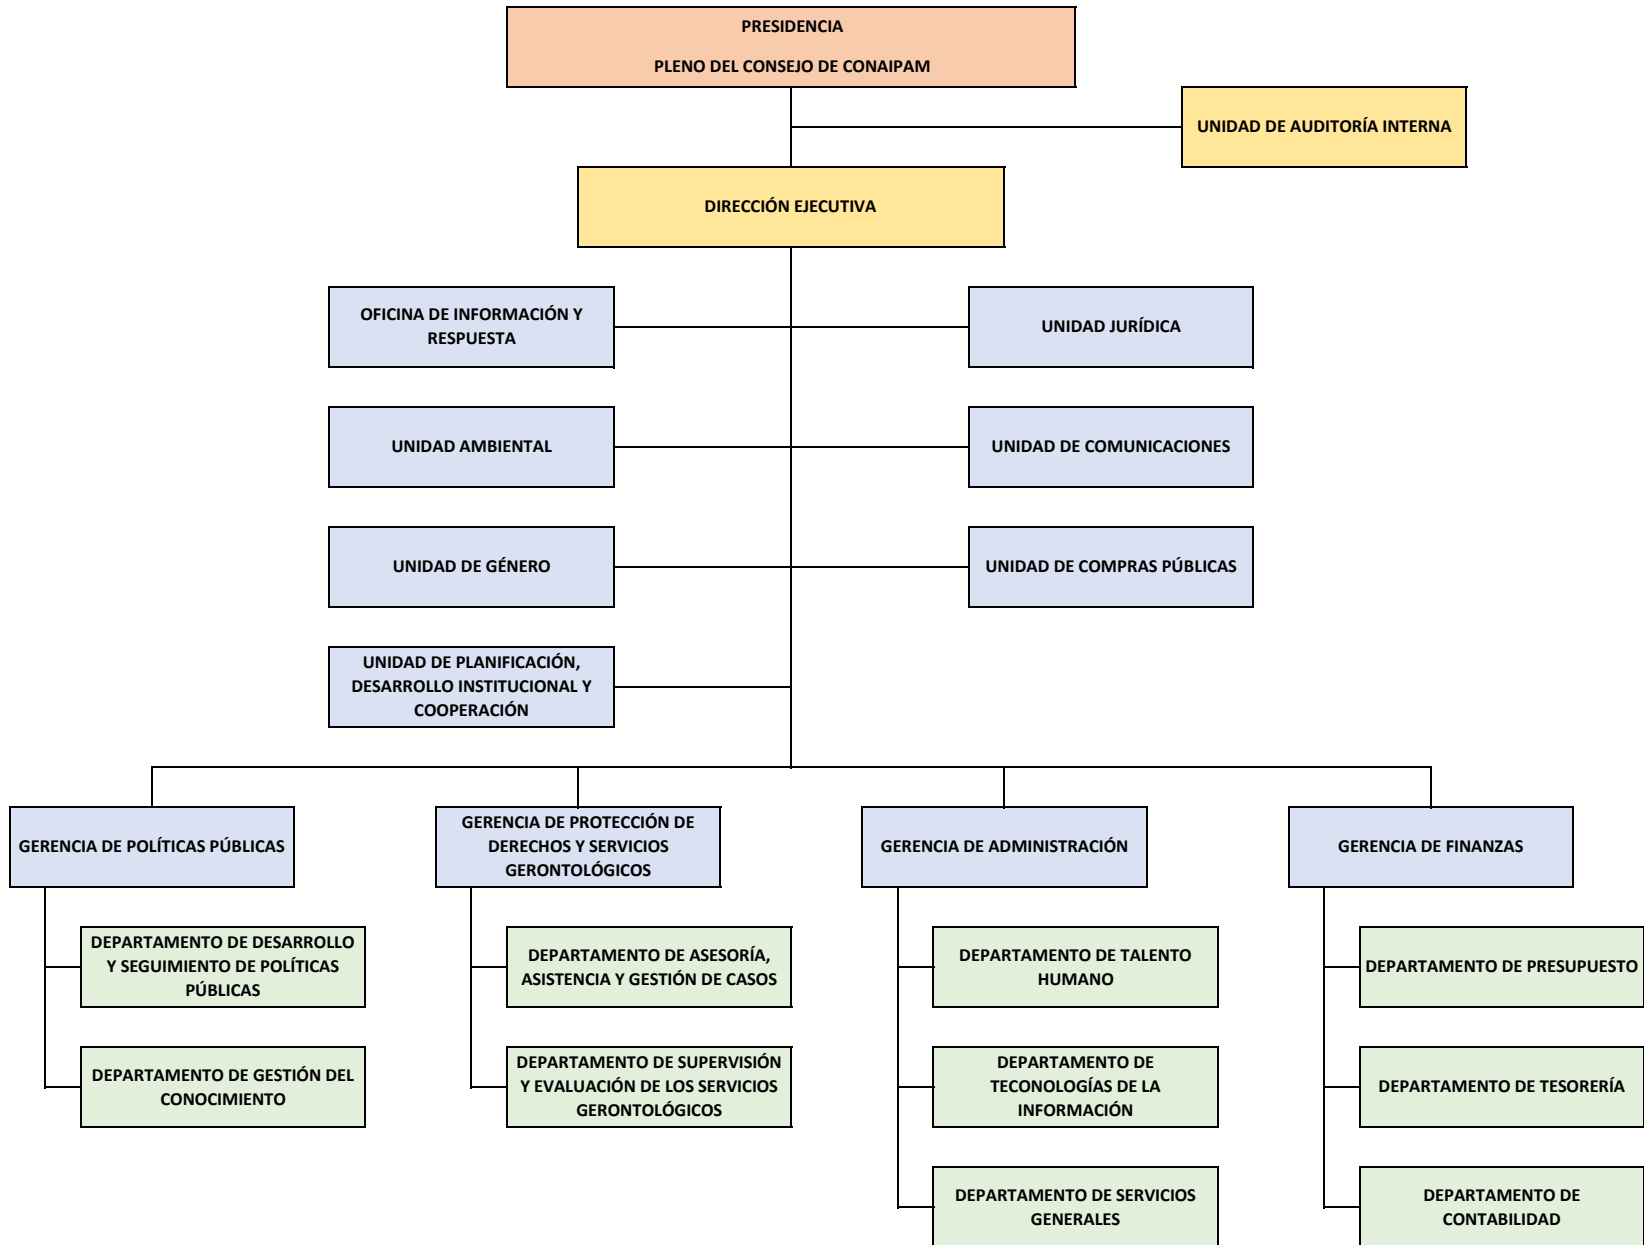 PRESIDENCIA
PLENO DEL CONSEJO DE CONAIPAM
UNIDAD DE AUDITORÍA INTERNA
DIRECCIÓN EJECUTIVA
OFICINA DE INFORMACIÓN Y
RESPUESTA
UNIDAD JURÍDICA
UNIDAD AMBIENTAL
UNIDAD DE COMUNICACIONES
UNIDAD DE GÉNERO
UNIDAD DE COMPRAS PÚBLICAS
UNIDAD DE PLANIFICACIÓN,
DESARROLLO INSTITUCIONAL Y
COOPERACIÓN
GERENCIA DE POLÍTICAS PÚBLICAS
GERENCIA DE PROTECCIÓN DE
DERECHOS Y SERVICIOS
GERONTOLÓGICOS
GERENCIA DE ADMINISTRACIÓN
GERENCIA DE FINANZAS
DEPARTAMENTO DE DESARROLLO
Y SEGUIMIENTO DE POLÍTICAS
PÚBLICAS
DEPARTAMENTO DE ASESORÍA,
ASISTENCIA Y GESTIÓN DE CASOS
DEPARTAMENTO DE TALENTO
HUMANO
DEPARTAMENTO DE PRESUPUESTO
DEPARTAMENTO DE GESTIÓN DEL
CONOCIMIENTO
DEPARTAMENTO DE SUPERVISIÓN
Y EVALUACIÓN DE LOS SERVICIOS
GERONTOLÓGICOS
DEPARTAMENTO DE
TECONOLOGÍAS DE LA
INFORMACIÓN
DEPARTAMENTO DE TESORERÍA
DEPARTAMENTO DE SERVICIOS
GENERALES
DEPARTAMENTO DE
CONTABILIDAD